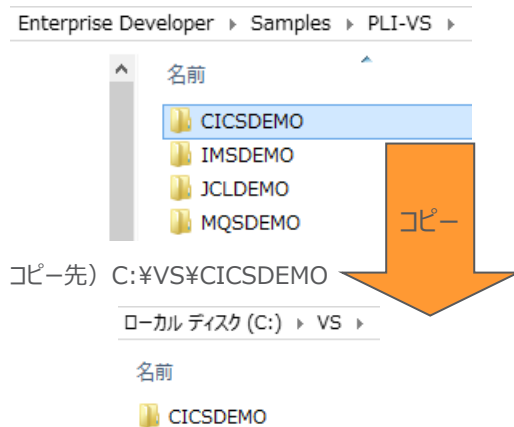 Enterprise Developer ▸ Samples ▸ PLI-VS ▸
名前
CICSDEMO
IMSDEMO
JCLDEMO
MQSDEMO
コピー
コピー先）C:¥VS¥CICSDEMO
ローカル ディスク (C:) ▸ VS ▸
名前
CICSDEMO